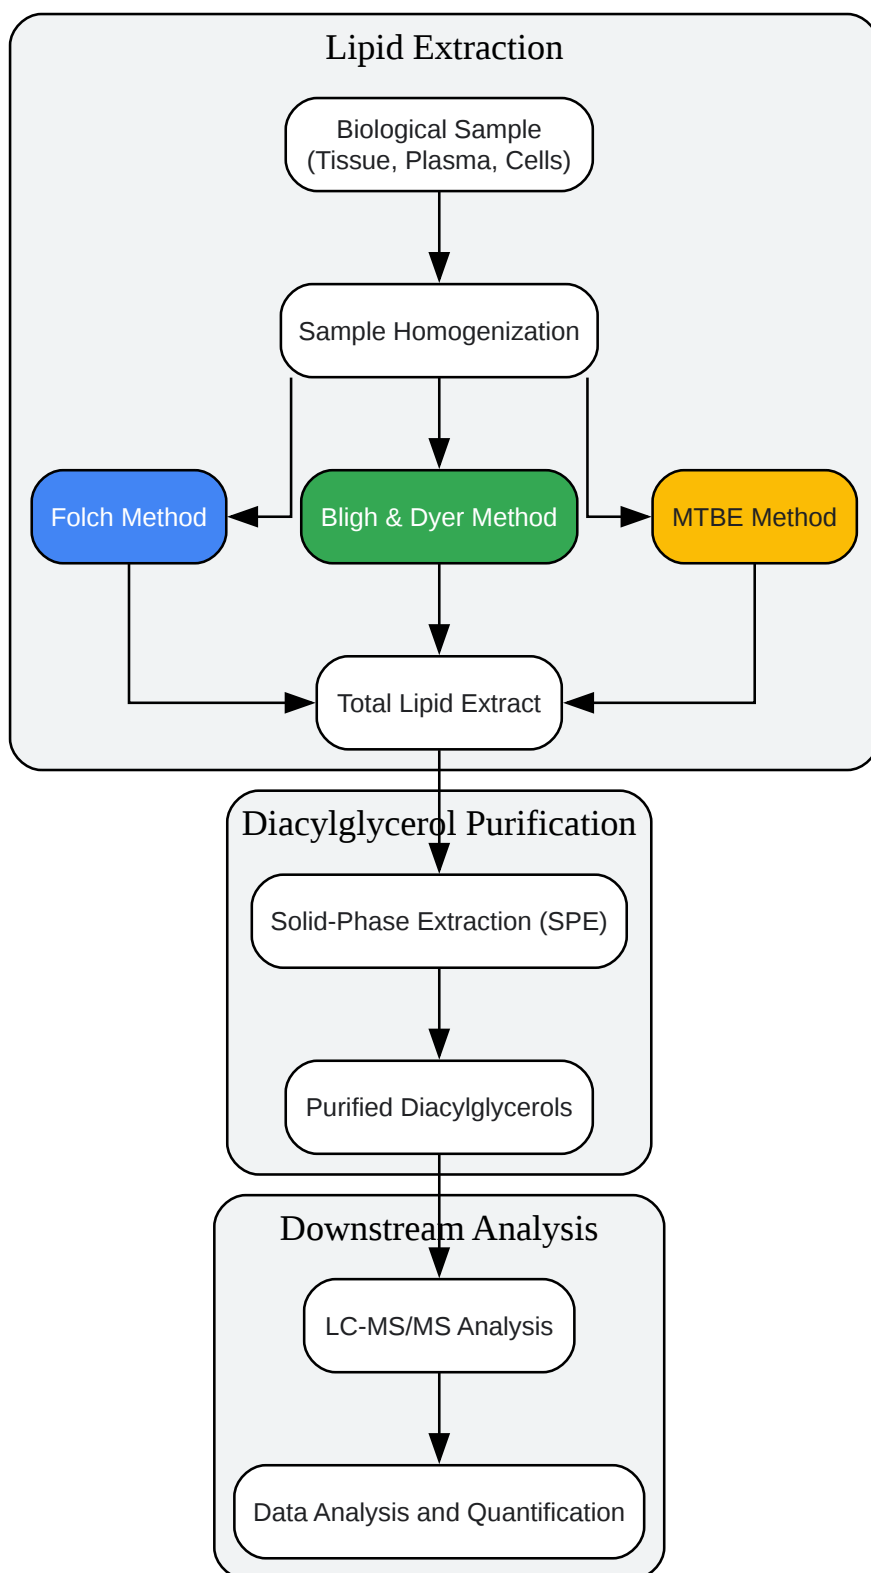 Lipid Extraction
Biological Sample
(Tissue, Plasma, Cells)
Sample Homogenization
Folch Method
Bligh & Dyer Method
MTBE Method
Total Lipid Extract
Diacylglycerol Purification
Solid-Phase Extraction (SPE)
Purified Diacylglycerols
Downstream Analysis
LC-MS/MS Analysis
Data Analysis and Quantification